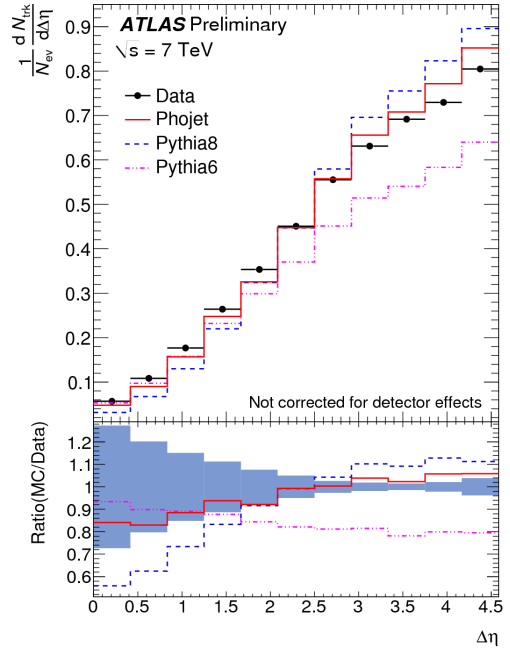 1/N_ev d N_trk/dΔη
ATLAS Preliminary
√s = 7 TeV
Data
Phojet
Pythia8
Pythia6
0.9
0.8
0.7
0.6
0.5
0.4
0.3
0.2
0.1
Not corrected for detector effects
Ratio(MC/Data)
1.2
1.1
1
0.9
0.8
0.7
0.6
0 0.5 1 1.5 2 2.5 3 3.5 4 4.5
Δη